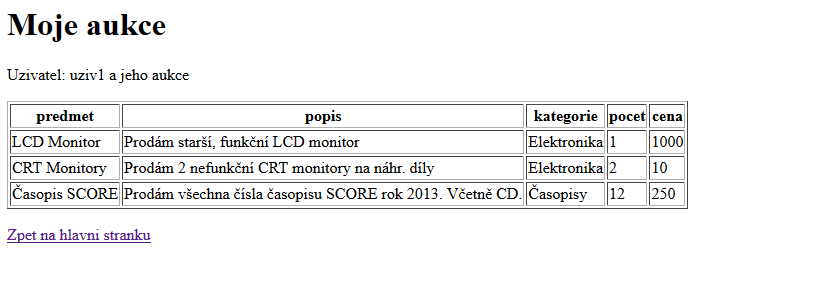 Moje aukce
Uzivatel: uziv1 a jeho aukce
predmet popis kategorie pocet cena
LCD Monitor Prodám starší, funkční LCD monitor Elektronika 1 1000
CRT Monitory Prodám 2 nefunkční CRT monitory na náhr. díly Elektronika 2 10
Časopis SCORE Prodám všechna čísla časopisu SCORE rok 2013. Včetně CD. Časopisy 12 250
Zpet na hlavni stranku